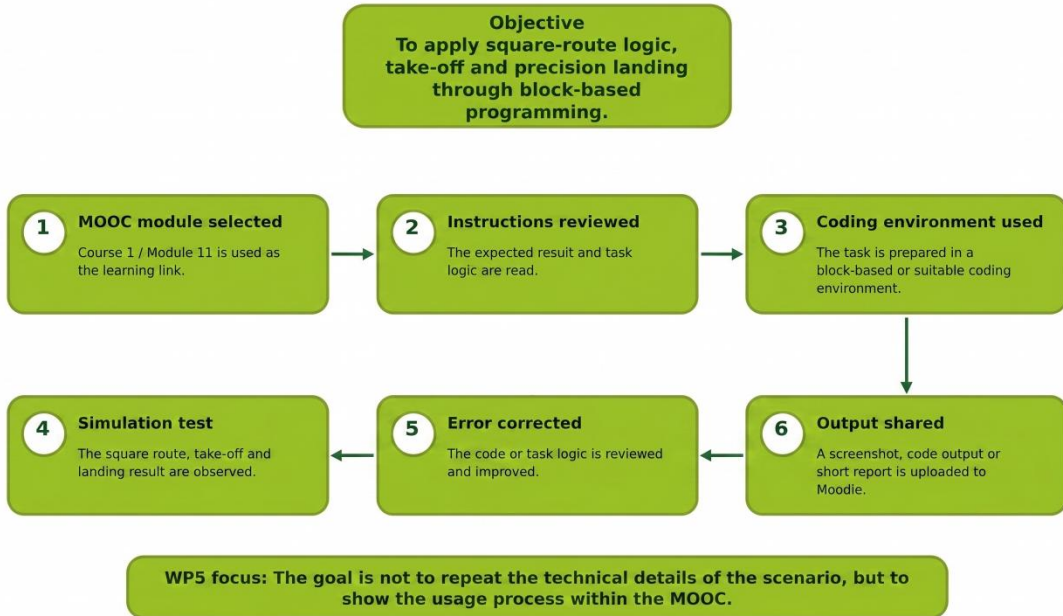 Objective
To apply square-route logic,
take-off and precision landing
through block-based
programming.
1
MOOC module selected
Course 1 / Module 11 is used as
the learning link.
2
Instructions reviewed
The expected resuit and task
logic are read.
3
Coding environment used
The task is prepared in a
block-based or suitable coding
environment.
4
Simulation test
The square route, take-off and
landing result are observed.
5
Error corrected
The code or task logic is reviewed
and improved.
6
Output shared
A screenshot, code output or
short report is uploaded to
Moodie.
WP5 focus: The goal is not to repeat the technical details of the scenario, but to
show the usage process within the MOOC.